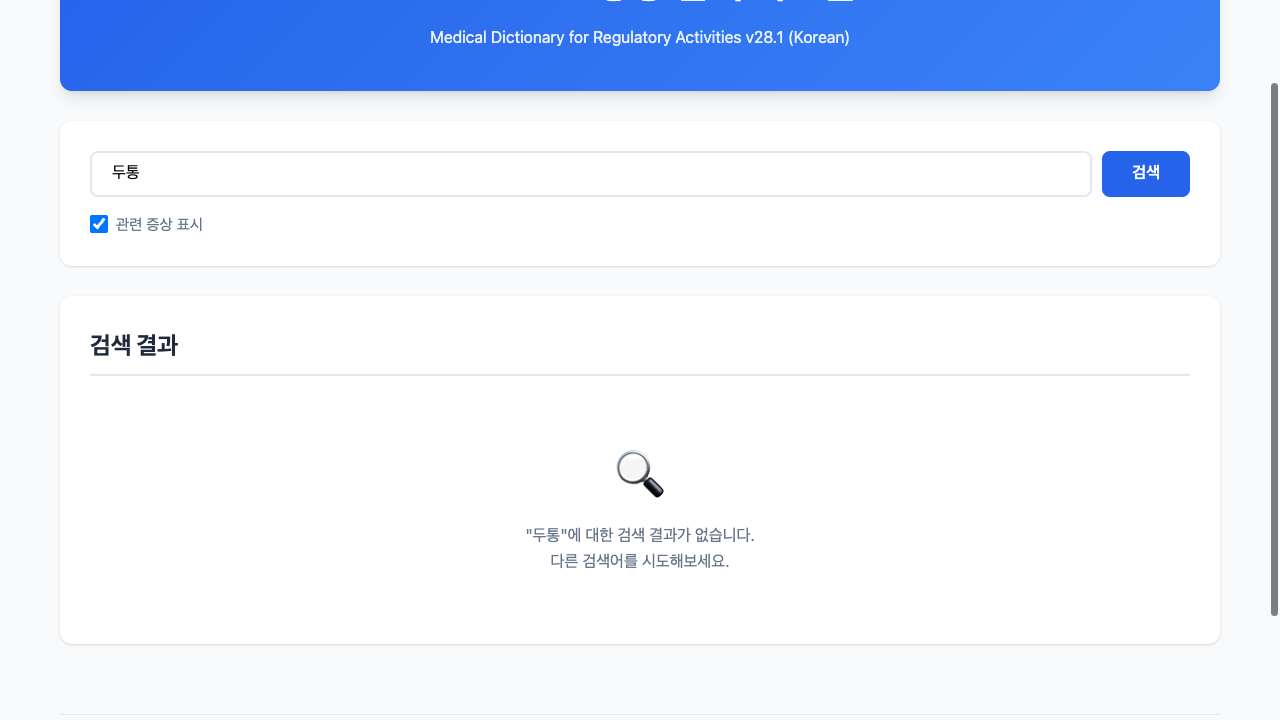 Medical Dictionary for Regulatory Activities v28.1 (Korean)
두통
검색
관련 증상 표시
검색 결과
"두통"에 대한 검색 결과가 없습니다.
다른 검색어를 시도해보세요.